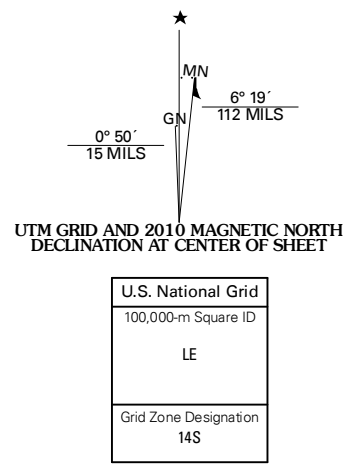 MN
6° 19´
112 MILS
GN
0° 50´
15 MILS
UTM GRID AND 2010 MAGNETIC NORTH
DECLINATION AT CENTER OF SHEET
U.S. National Grid
100,000-m Square ID
LE
Grid Zone Designation
14S